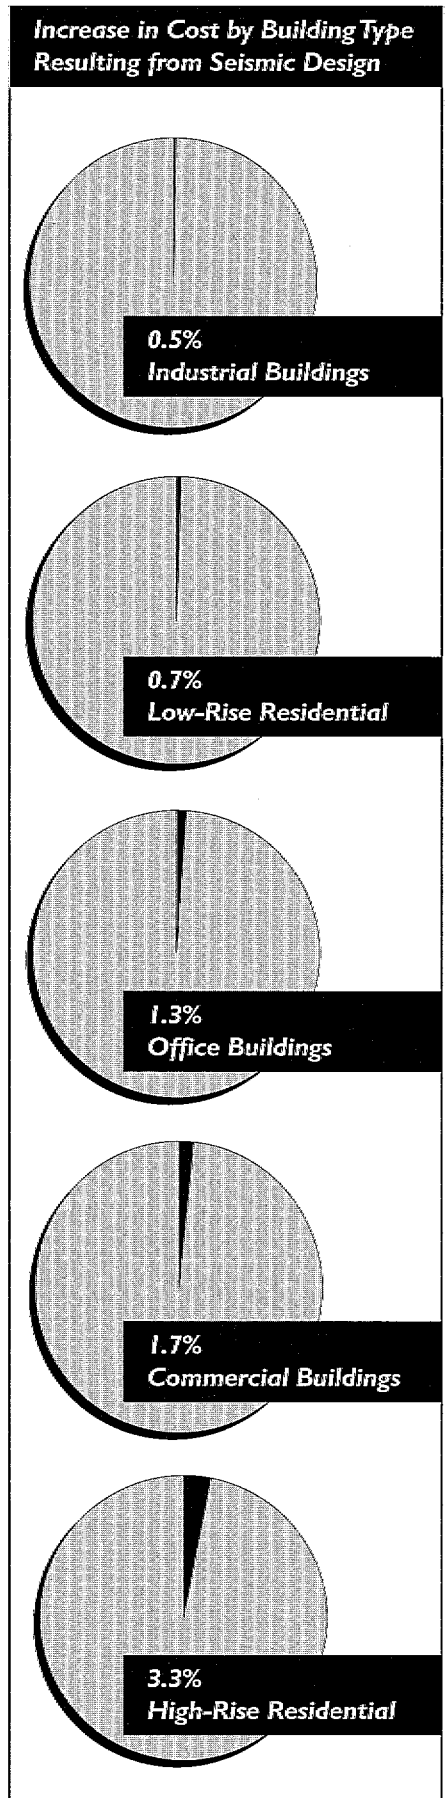 Increase in Cost by Building Type
Resulting from Seismic Design
0.5%
Industrial Buildings
0.7%
Low-Rise Residential
1.3%
Office Buildings
1.7%
Commercial Buildings
3.3%
High-Rise Residential